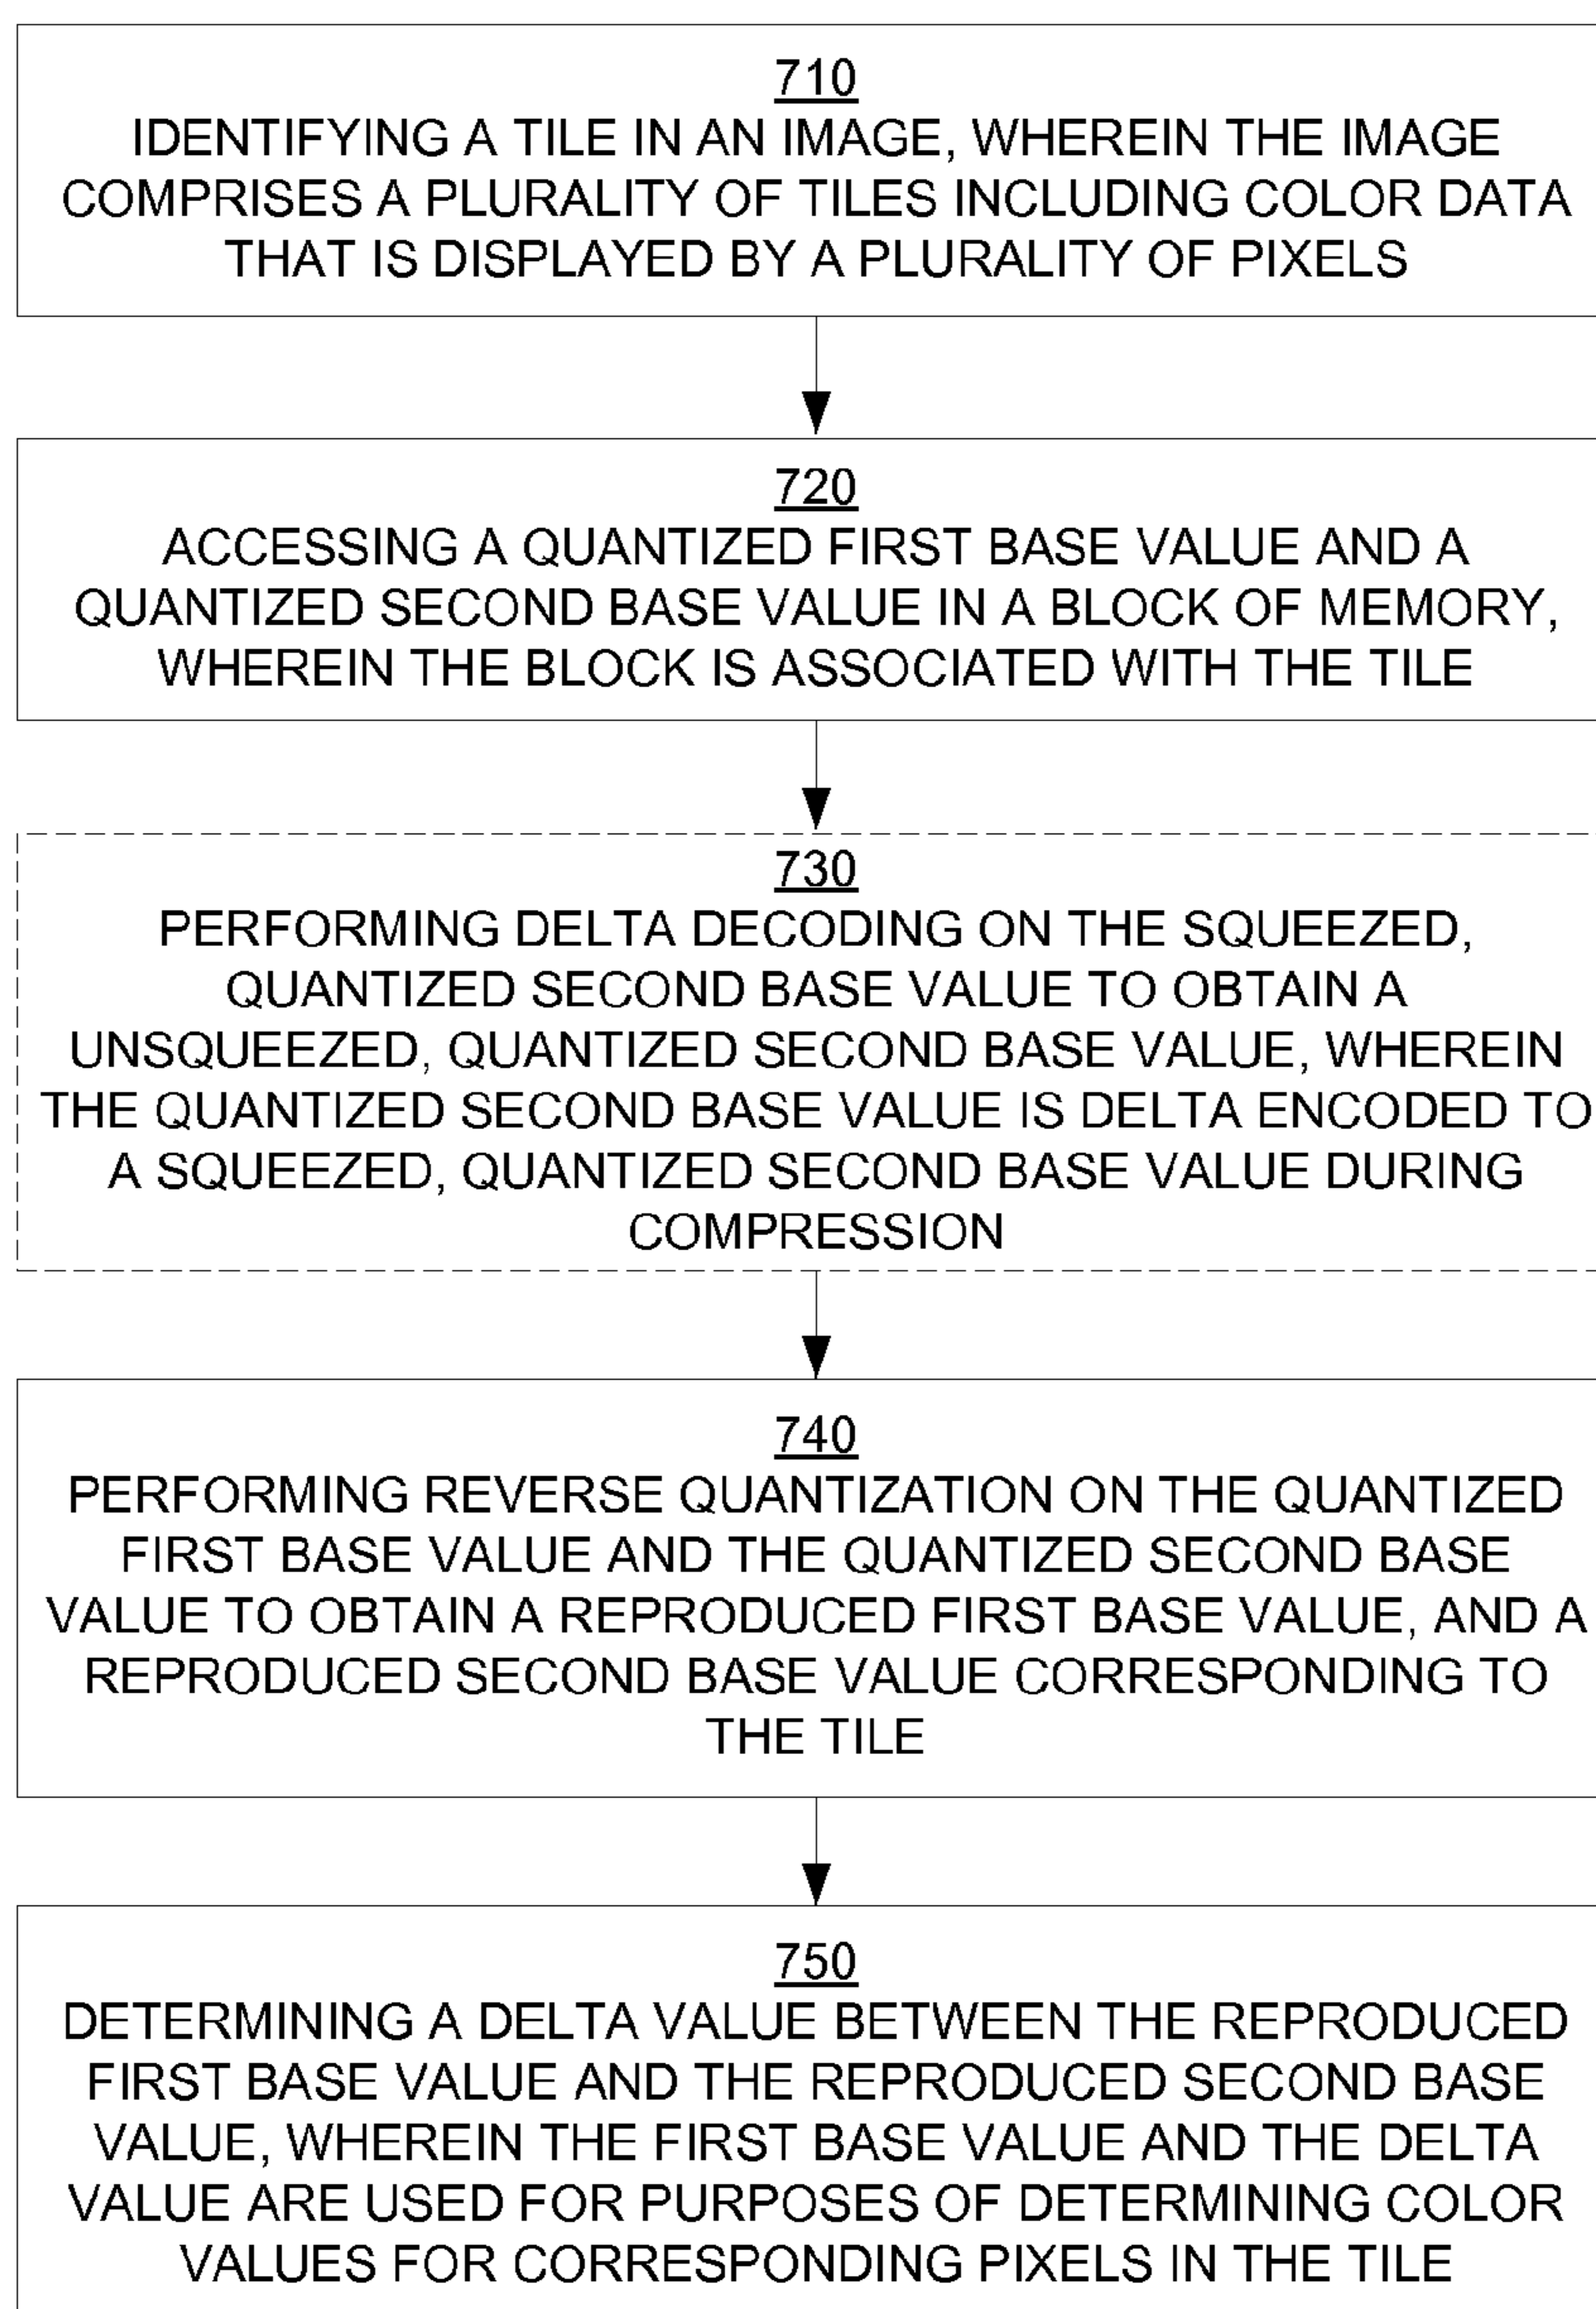 710
IDENTIFYING A TILE IN AN IMAGE, WHEREIN THE IMAGE
COMPRISES A PLURALITY OF TILES INCLUDING COLOR DATA
THAT IS DISPLAYED BY A PLURALITY OF PIXELS
720
ACCESSING A QUANTIZED FIRST BASE VALUE AND A
QUANTIZED SECOND BASE VALUE IN A BLOCK OF MEMORY,
WHEREIN THE BLOCK IS ASSOCIATED WITH THE TILE
730
PERFORMING DELTA DECODING ON THE SQUEEZED,
QUANTIZED SECOND BASE VALUE TO OBTAIN A
UNSQUEEZED, QUANTIZED SECOND BASE VALUE, WHEREIN
THE QUANTIZED SECOND BASE VALUE IS DELTA ENCODED TO
A SQUEEZED, QUANTIZED SECOND BASE VALUE DURING
COMPRESSION
740
PERFORMING REVERSE QUANTIZATION ON THE QUANTIZED
FIRST BASE VALUE AND THE QUANTIZED SECOND BASE
VALUE TO OBTAIN A REPRODUCED FIRST BASE VALUE, AND A
REPRODUCED SECOND BASE VALUE CORRESPONDING TO
THE TILE
750
DETERMINING A DELTA VALUE BETWEEN THE REPRODUCED
FIRST BASE VALUE AND THE REPRODUCED SECOND BASE
VALUE, WHEREIN THE FIRST BASE VALUE AND THE DELTA
VALUE ARE USED FOR PURPOSES OF DETERMINING COLOR
VALUES FOR CORRESPONDING PIXELS IN THE TILE